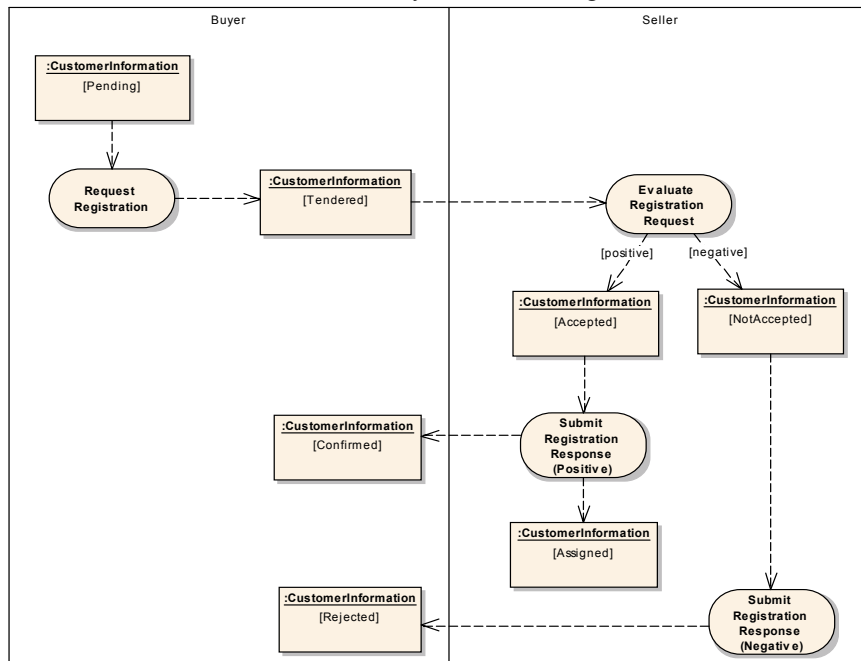 Buyer
Seller
:CustomerInformation
[Pending]
Request
Registration
:CustomerInformation
[Tendered]
Evaluate
Registration
Request
[positive]
[negative]
:CustomerInformation
[Accepted]
:CustomerInformation
[NotAccepted]
:CustomerInformation
[Confirmed]
Submit
Registration
Response
(Positive)
:CustomerInformation
[Assigned]
:CustomerInformation
[Rejected]
Submit
Registration
Response
(Negative)